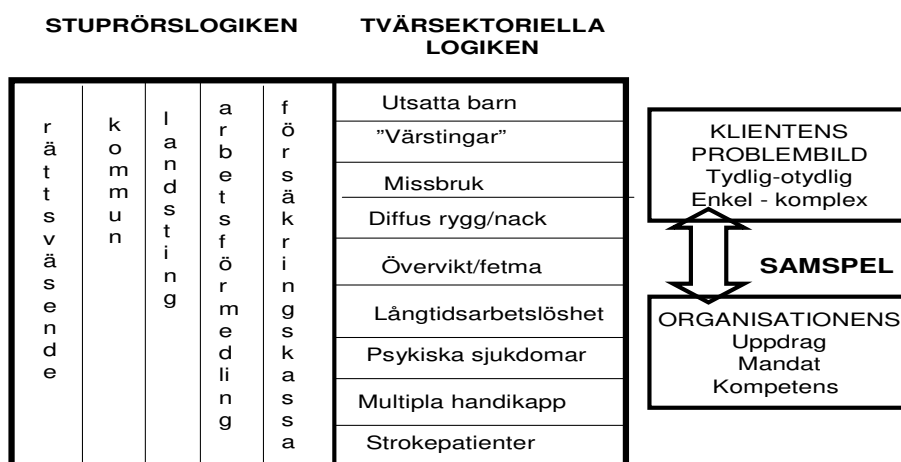 STUPRÖRSLOGIKEN
TVÄRSEKTORIELLA
LOGIKEN
rättsväsende
kommun
landsting
arbetsförmedling
försäkringskassa
Utsatta barn
”Värstingar”
Missbruk
Diffus rygg/nack
Övervikt/fetma
Långtidsarbetslöshet
Psykiska sjukdomar
Multipla handikapp
Strokepatienter
KLIENTENS
PROBLEMBILD
Tydlig-otydlig
Enkel - komplex
SAMSPEL
ORGANISATIONENS
Uppdrag
Mandat
Kompetens